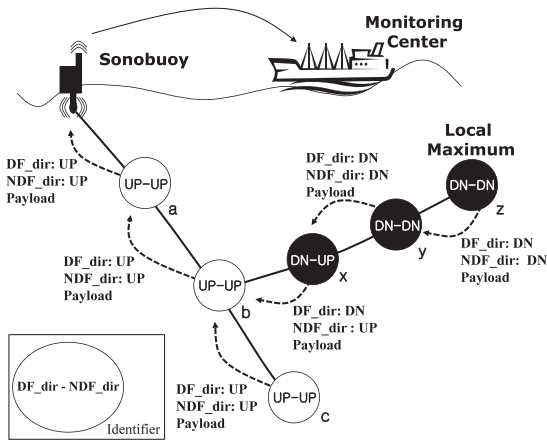 Monitoring
Center
Sonobuoy
Local
Maximum
DF_dir: UP
NDF_dir: UP
Payload
UP-UP
a
DF_dir: DN
NDF_dir: DN
Payload
DN-DN
z
DN-DN
y
DF_dir: DN
NDF_dir: DN
Payload
DN-UP
x
DF_dir: UP
NDF_dir: UP
Payload
UP-UP
b
DF_dir: DN
NDF_dir : UP
Payload
DF_dir: UP
NDF_dir: UP
Payload
UP-UP
c
DF_dir - NDF_dir
Identifier